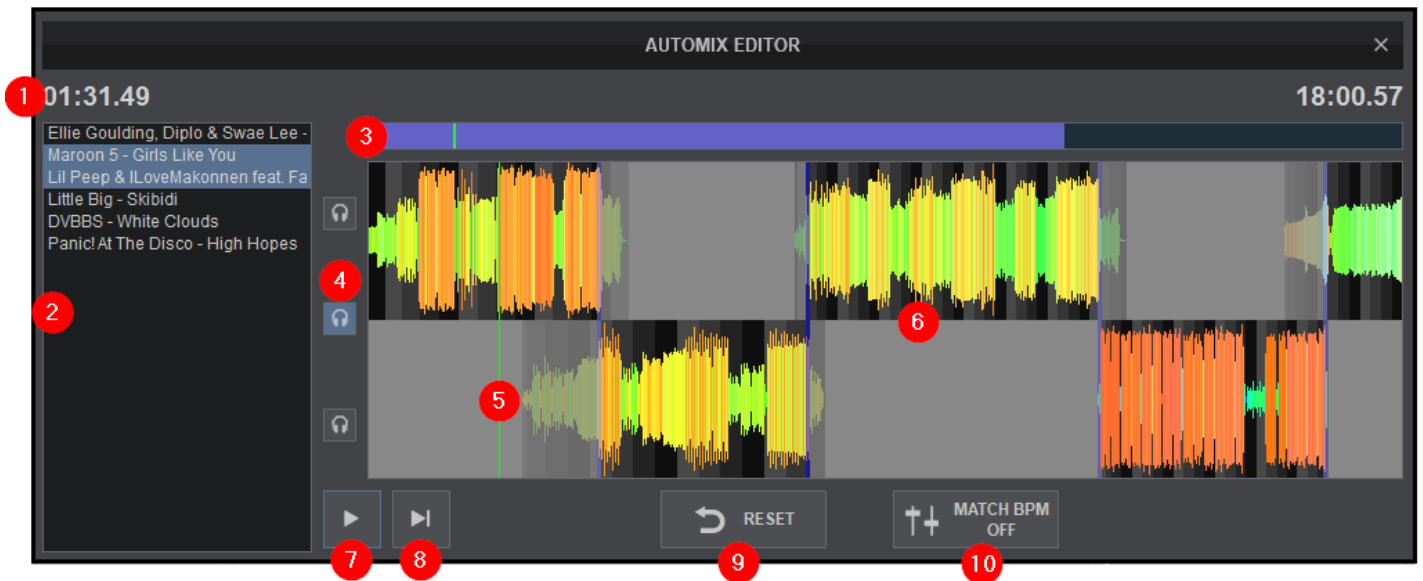 AUTOMIX EDITOR
1
01:31.49
18:00.57
3
Ellie Goulding, Diplo & Swae Lee -
Maroon 5 - Girls Like You
Lil Peep & ILoveMakonnen feat. Fa
Little Big - Skibidi
DVBBS - White Clouds
Panic! At The Disco - High Hopes
4
2
6
5
RESET
MATCH BPM
OFF
7
8
9
10